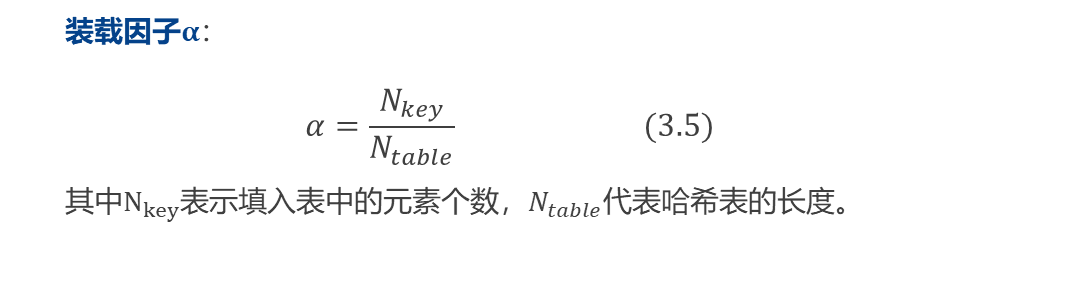 装载因子α：
α = N_key / N_table (3.5)
其中N_key表示填入表中的元素个数，N_table代表哈希表的长度。